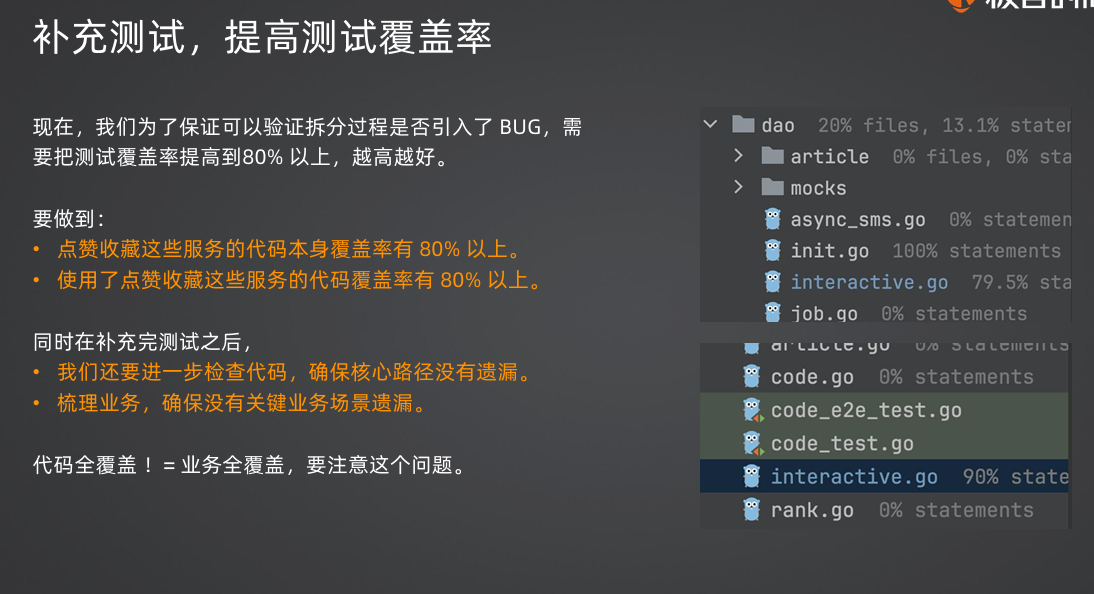 补充测试，提高测试覆盖率
现在，我们为了保证可以验证拆分过程是否引入了 BUG，需
要把测试覆盖率提高到80% 以上，越高越好。
要做到：
• 点赞收藏这些服务的代码本身覆盖率有 80% 以上。
• 使用了点赞收藏这些服务的代码覆盖率有 80% 以上。
同时在补充完测试之后，
• 我们还要进一步检查代码，确保核心路径没有遗漏。
• 梳理业务，确保没有关键业务场景遗漏。
代码全覆盖！= 业务全覆盖，要注意这个问题。
dao 20% files, 13.1% stater
article 0% files, 0% sta
mocks
async_sms.go 0% statemen
init.go 100% statements
interactive.go 79.5% sta
job.go 0% statements
article.go 0% statements
code.go 0% statements
code_e2e_test.go
code_test.go
interactive.go 90% state
rank.go 0% statements